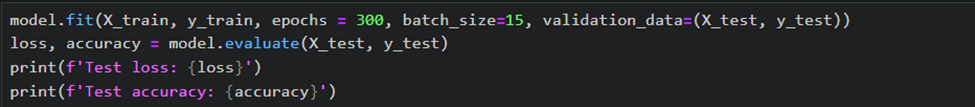 model.fit(X_train, y_train, epochs = 300, batch_size=15, validation_data=(X_test, y_test))
loss, accuracy = model.evaluate(X_test, y_test)
print(f'Test loss: {loss}')
print(f'Test accuracy: {accuracy}')